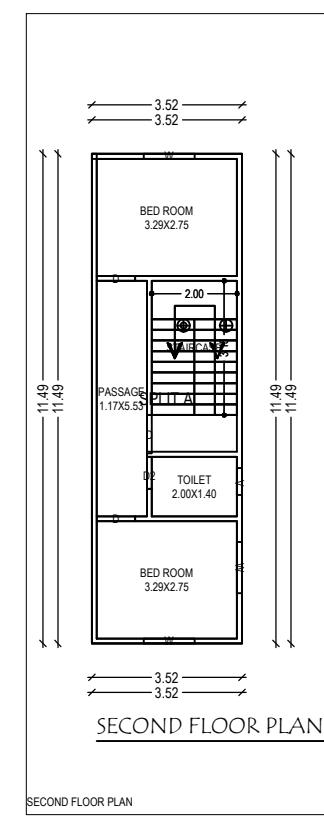 3.52
3.52
W
BED ROOM
3.29X2.75
D
2.00
STAIRCASE
11.49
11.49
11.49
11.49
PASSAGE
1.17X5.53
SPLIT A
D
D2
TOILET
2.00X1.40
V
D
BED ROOM
3.29X2.75
W
W
3.52
3.52
SECOND FLOOR PLAN
SECOND FLOOR PLAN